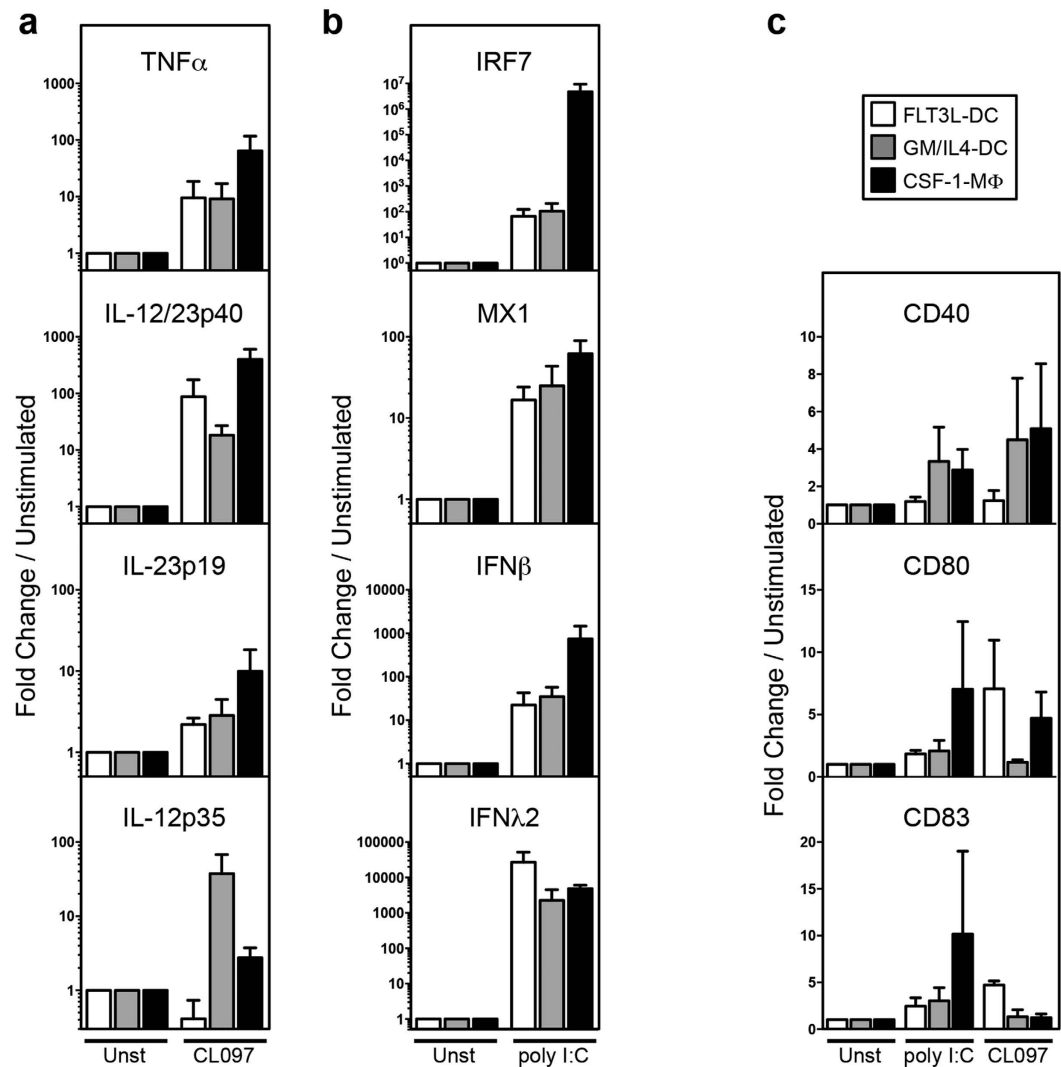 a
TNFα
1000
100
10
1
IL-12/23p40
1000
100
10
1
IL-23p19
100
10
1
IL-12p35
100
10
1
Fold Change / Unstimulated
Unst CL097
b
IRF7
10⁷
10⁶
10⁵
10⁴
10³
10²
10¹
10⁰
MX1
100
10
1
IFNβ
10000
1000
100
10
1
IFNλ2
100000
10000
1000
100
10
1
Fold Change / Unstimulated
Unst poly I:C
c
FLT3L-DC
GM/IL4-DC
CSF-1-MΦ
CD40
10
8
6
4
2
0
CD80
15
10
5
0
CD83
20
15
10
5
0
Fold Change / Unstimulated
Unst poly I:C CL097